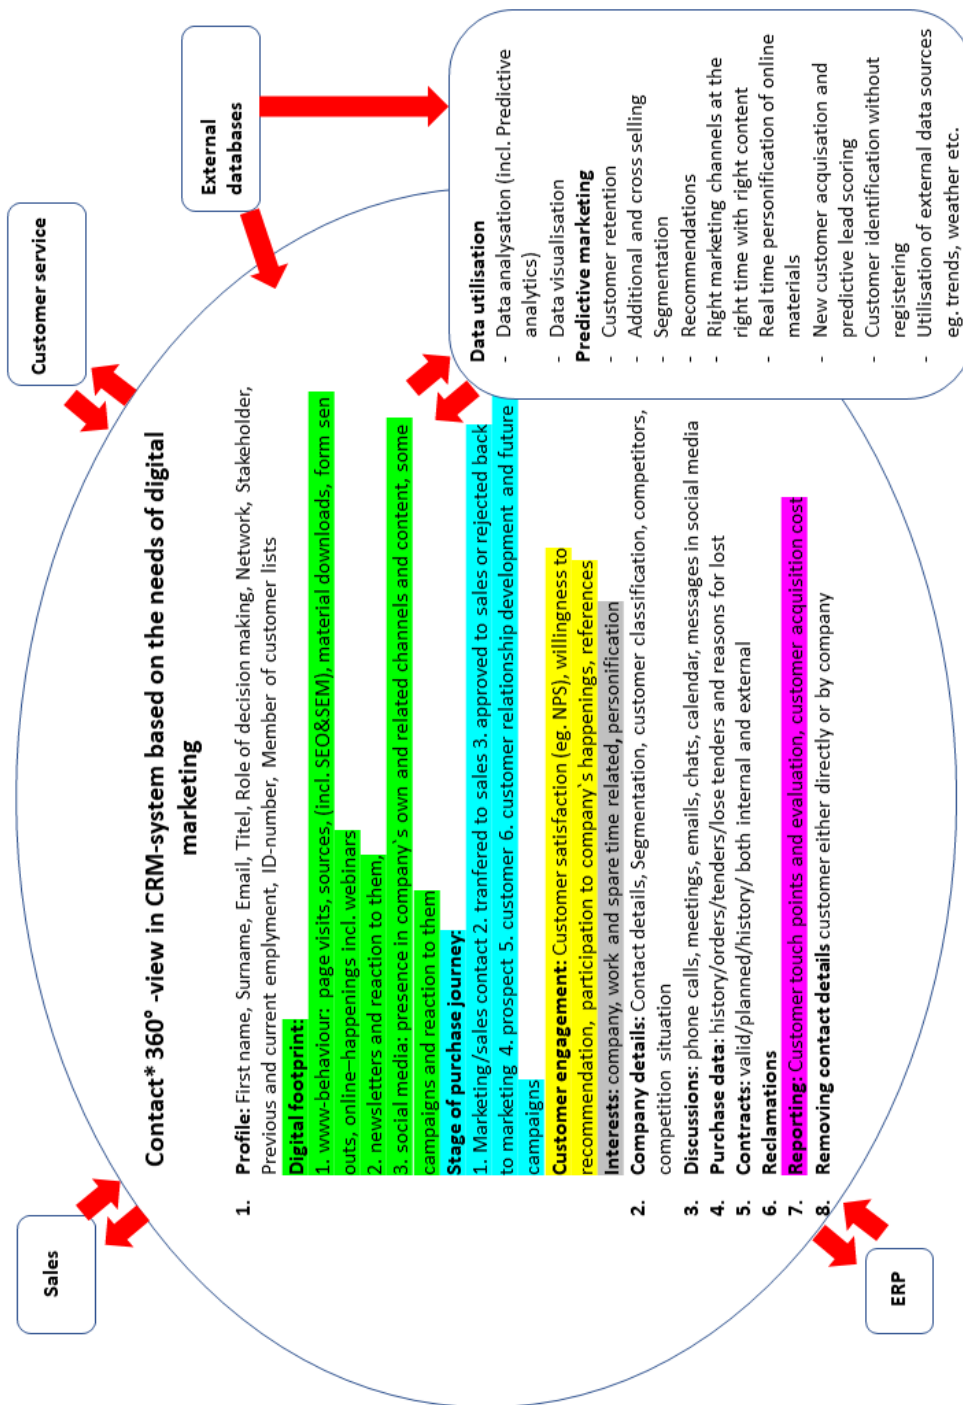 Sales
Customer service
External
databases
ERP
Contact* 360° -view in CRM-system based on the needs of digital
marketing
1. Profile: First name, Surname, Email, Titel, Role of decision making, Network, Stakeholder,
Previous and current emplyment, ID-number, Member of customer lists
Digital footprint:
1. www-behaviour: page visits, sources, (incl. SEO&SEM), material downloads, form sen
outs, online–happenings incl. webinars
2. newsletters and reaction to them,
3. social media: presence in company`s own and related channels and content, some
campaigns and reaction to them
Stage of purchase journey:
1. Marketing/sales contact 2. tranfered to sales 3. approved to sales or rejected back
to marketing 4. prospect 5. customer 6. customer relationship development and future
campaigns
Customer engagement: Customer satisfaction (eg. NPS), willingness to
recommendation, participation to company`s happenings, references
Interests: company, work and spare time related, personification
2. Company details: Contact details, Segmentation, customer classification, competitors,
competition situation
3. Discussions: phone calls, meetings, emails, chats, calendar, messages in social media
4. Purchase data: history/orders/tenders/lose tenders and reasons for lost
5. Contracts: valid/planned/history/ both internal and external
6. Reclamations
7. Reporting: Customer touch points and evaluation, customer acquisition cost
8. Removing contact details customer either directly or by company
Data utilisation
- Data analysation (incl. Predictive
analytics)
- Data visualisation
Predictive marketing
- Customer retention
- Additional and cross selling
- Segmentation
- Recommendations
- Right marketing channels at the
right time with right content
- Real time personification of online
materials
- New customer acquisation and
predictive lead scoring
- Customer identification without
registering
- Utilisation of external data sources
eg. trends, weather etc.